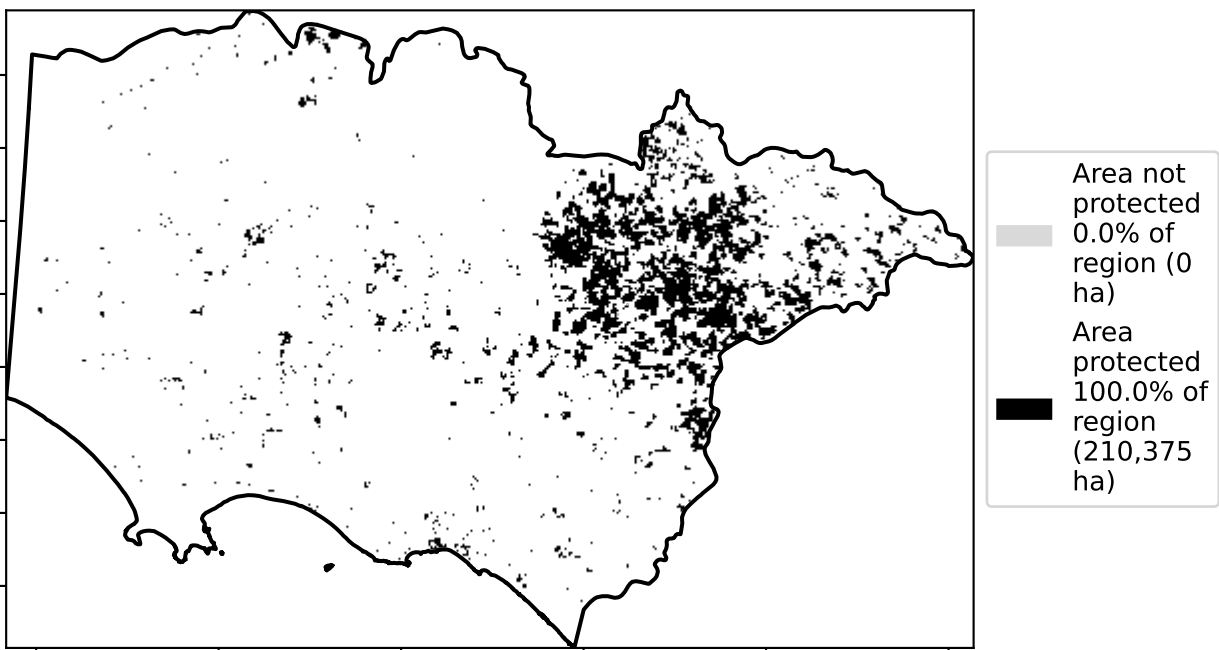 Area not
protected
0.0% of
region (0
ha)
Area
protected
100.0% of
region
(210,375
ha)